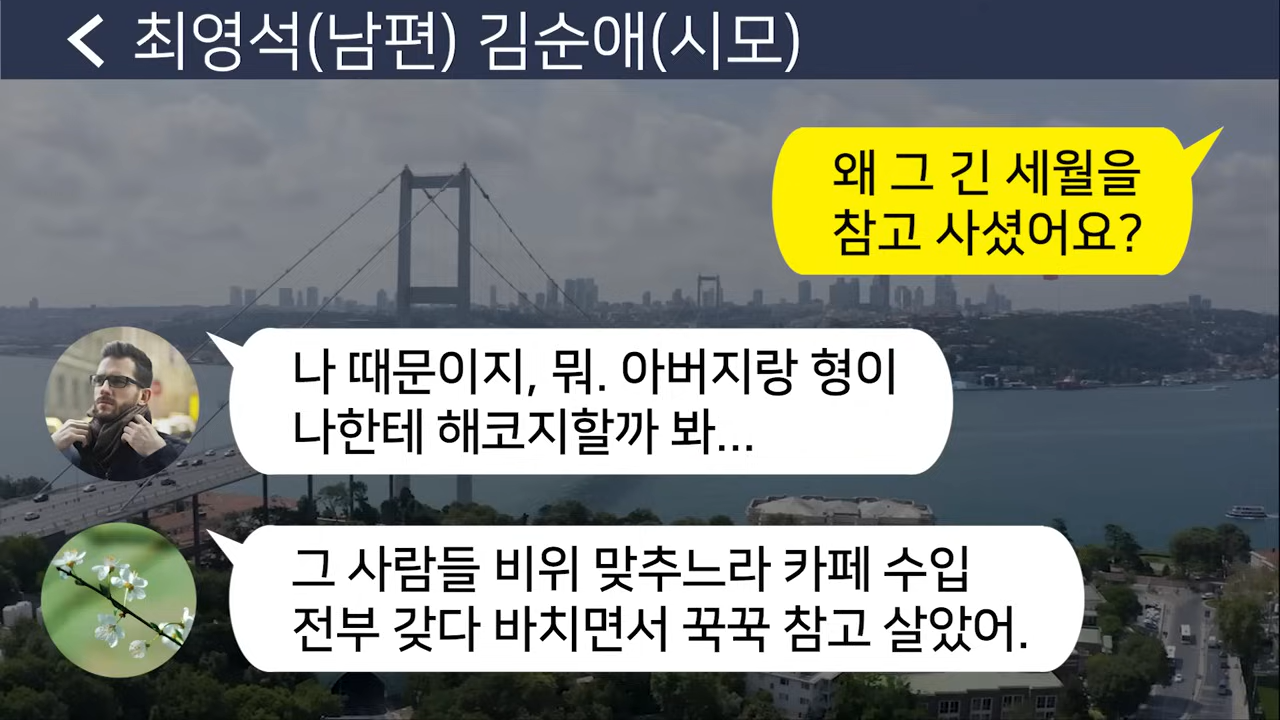 최영석(남편) 김순애(시모)
왜 그 긴 세월을
참고 사셨어요?
나 때문이지, 뭐. 아버지랑 형이
나한테 해코지할까 봐...
그 사람들 비위 맞추느라 카페 수입
전부 갖다 바치면서 꾹꾹 참고 살았어.